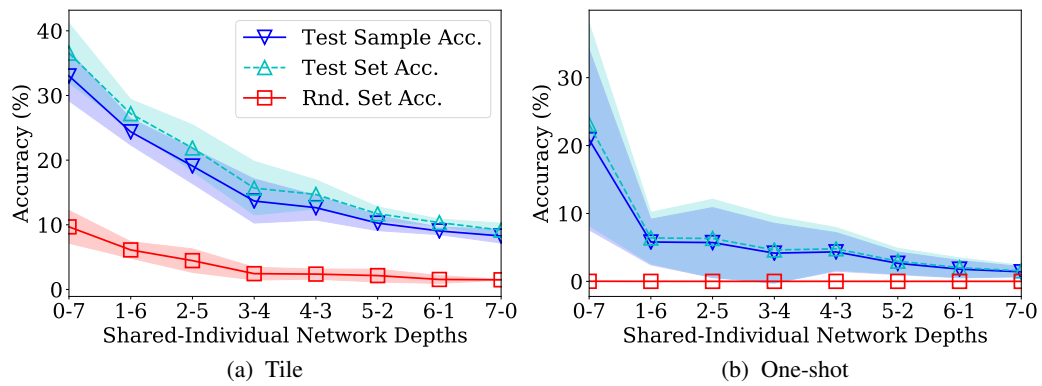 40
30
20
10
0
Accuracy (%)
Test Sample Acc.
Test Set Acc.
Rnd. Set Acc.
0-7 1-6 2-5 3-4 4-3 5-2 6-1 7-0
Shared-Individual Network Depths
(a) Tile
30
20
10
0
Accuracy (%)
0-7 1-6 2-5 3-4 4-3 5-2 6-1 7-0
Shared-Individual Network Depths
(b) One-shot